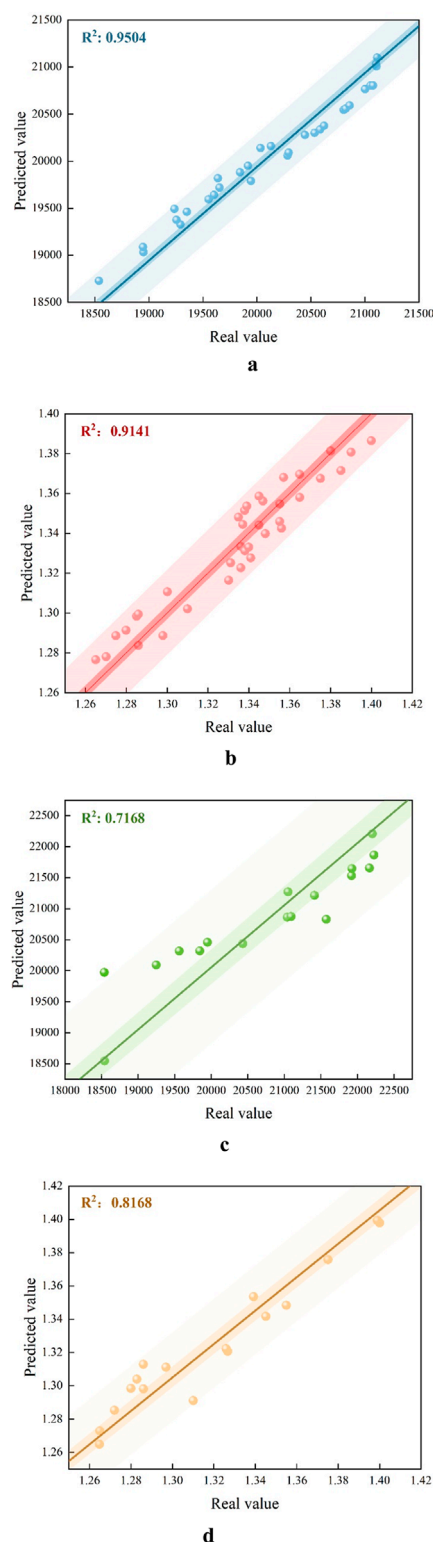 R²: 0.9504
21500
21000
20500
20000
19500
19000
18500
18500 19000 19500 20000 20500 21000 21500
Predicted value
Real value
a
R²： 0.9141
1.40
1.38
1.36
1.34
1.32
1.30
1.28
1.26
1.26 1.28 1.30 1.32 1.34 1.36 1.38 1.40 1.42
Predicted value
Real value
b
R²: 0.7168
22500
22000
21500
21000
20500
20000
19500
19000
18500
18000 18500 19000 19500 20000 20500 21000 21500 22000 22500
Predicted value
Real value
c
R²： 0.8168
1.42
1.40
1.38
1.36
1.34
1.32
1.30
1.28
1.26
1.26 1.28 1.30 1.32 1.34 1.36 1.38 1.40 1.42
Predicted value
Real value
d